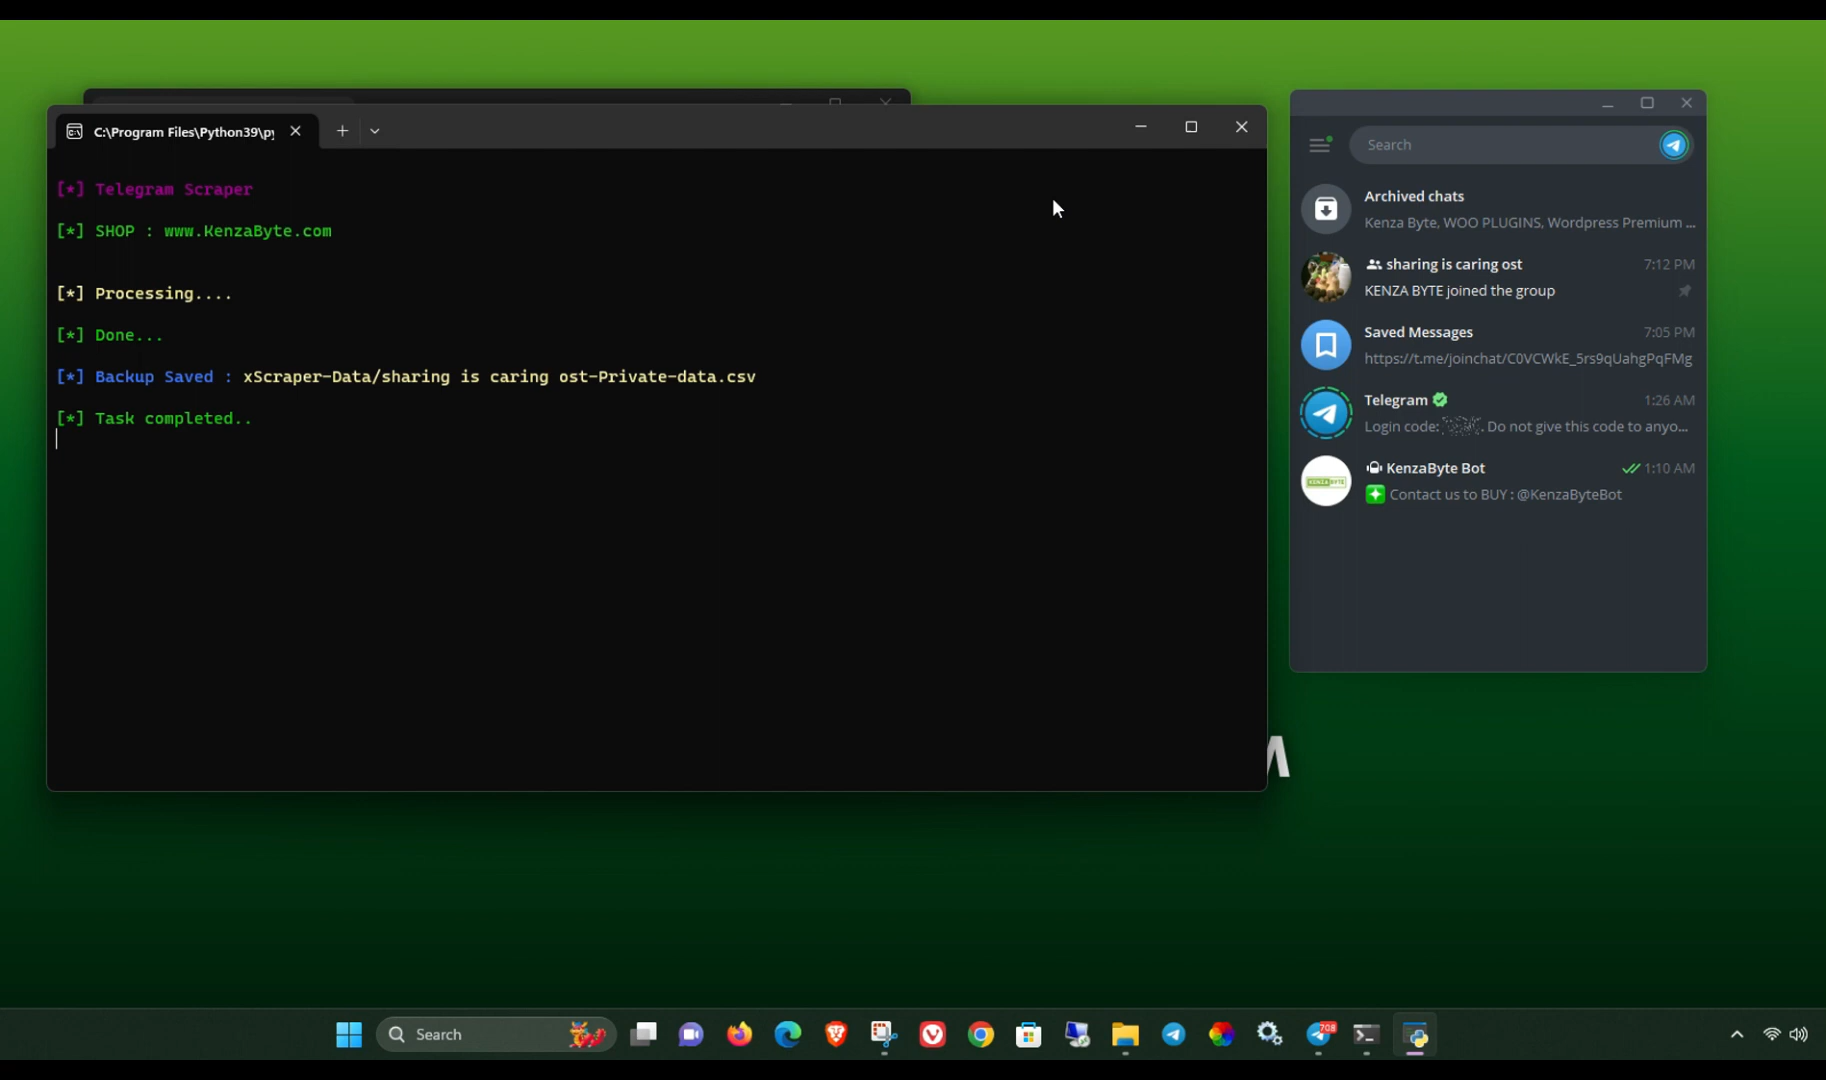 C:\Program Files\Python39\py
[*] Telegram Scraper
[*] SHOP : www.KenzaByte.com
[*] Processing....
[*] Done...
[*] Backup Saved : xScraper-Data/sharing is caring ost-Private-data.csv
[*] Task completed..
Search
Archived chats
Kenza Byte, WOO PLUGINS, Wordpress Premium ...
sharing is caring ost 7:12 PM
KENZA BYTE joined the group
Saved Messages 7:05 PM
https://t.me/joinchat/C0VCWkE_5rs9qUahgPqFMg
Telegram 1:26 AM
Login code: . Do not give this code to anyo...
KenzaByte Bot 1:10 AM
Contact us to BUY : @KenzaByteBot
KENZA BYTE
M
Search
708